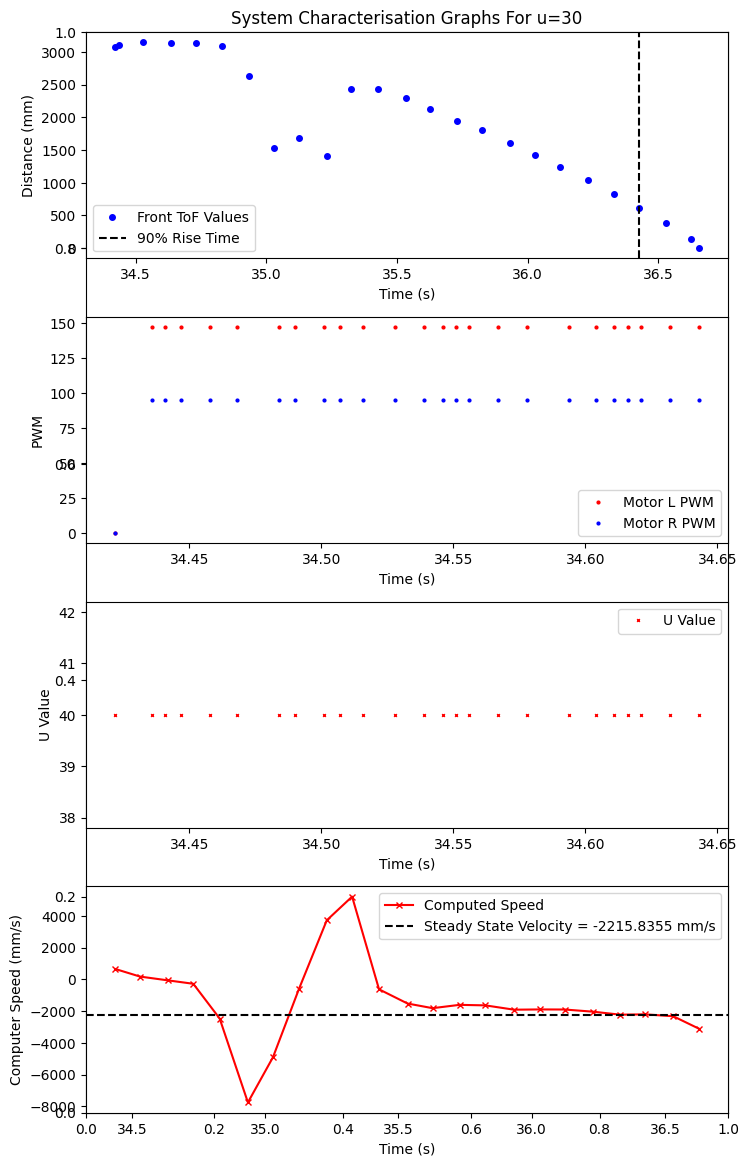 System Characterisation Graphs For u=30
1.0
3000
2500
2000
1500
1000
500
0.8
0
Distance (mm)
Front ToF Values
90% Rise Time
34.5 35.0 35.5 36.0 36.5
Time (s)
150
125
100
75
50
0.6
25
0
PWM
Motor L PWM
Motor R PWM
34.45 34.50 34.55 34.60 34.65
Time (s)
42
41
0.4
40
39
38
U Value
U Value
34.45 34.50 34.55 34.60 34.65
Time (s)
0.2
4000
2000
0
−2000
−4000
−6000
−8000
0.0
Computer Speed (mm/s)
Computed Speed
Steady State Velocity = -2215.8355 mm/s
0.0 34.5 0.2 35.0 0.4 35.5 0.6 36.0 0.8 36.5 1.0
Time (s)